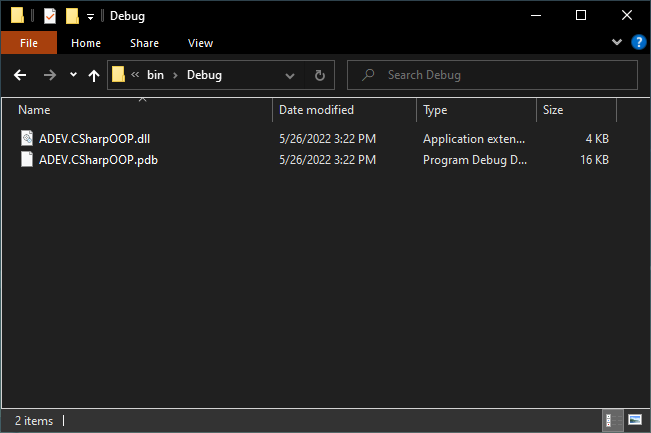 Debug
File Home Share View
bin Debug Search Debug
Name Date modified Type Size
ADEV.CSharpOOP.dll 5/26/2022 3:22 PM Application exten... 4 KB
ADEV.CSharpOOP.pdb 5/26/2022 3:22 PM Program Debug D... 16 KB
2 items